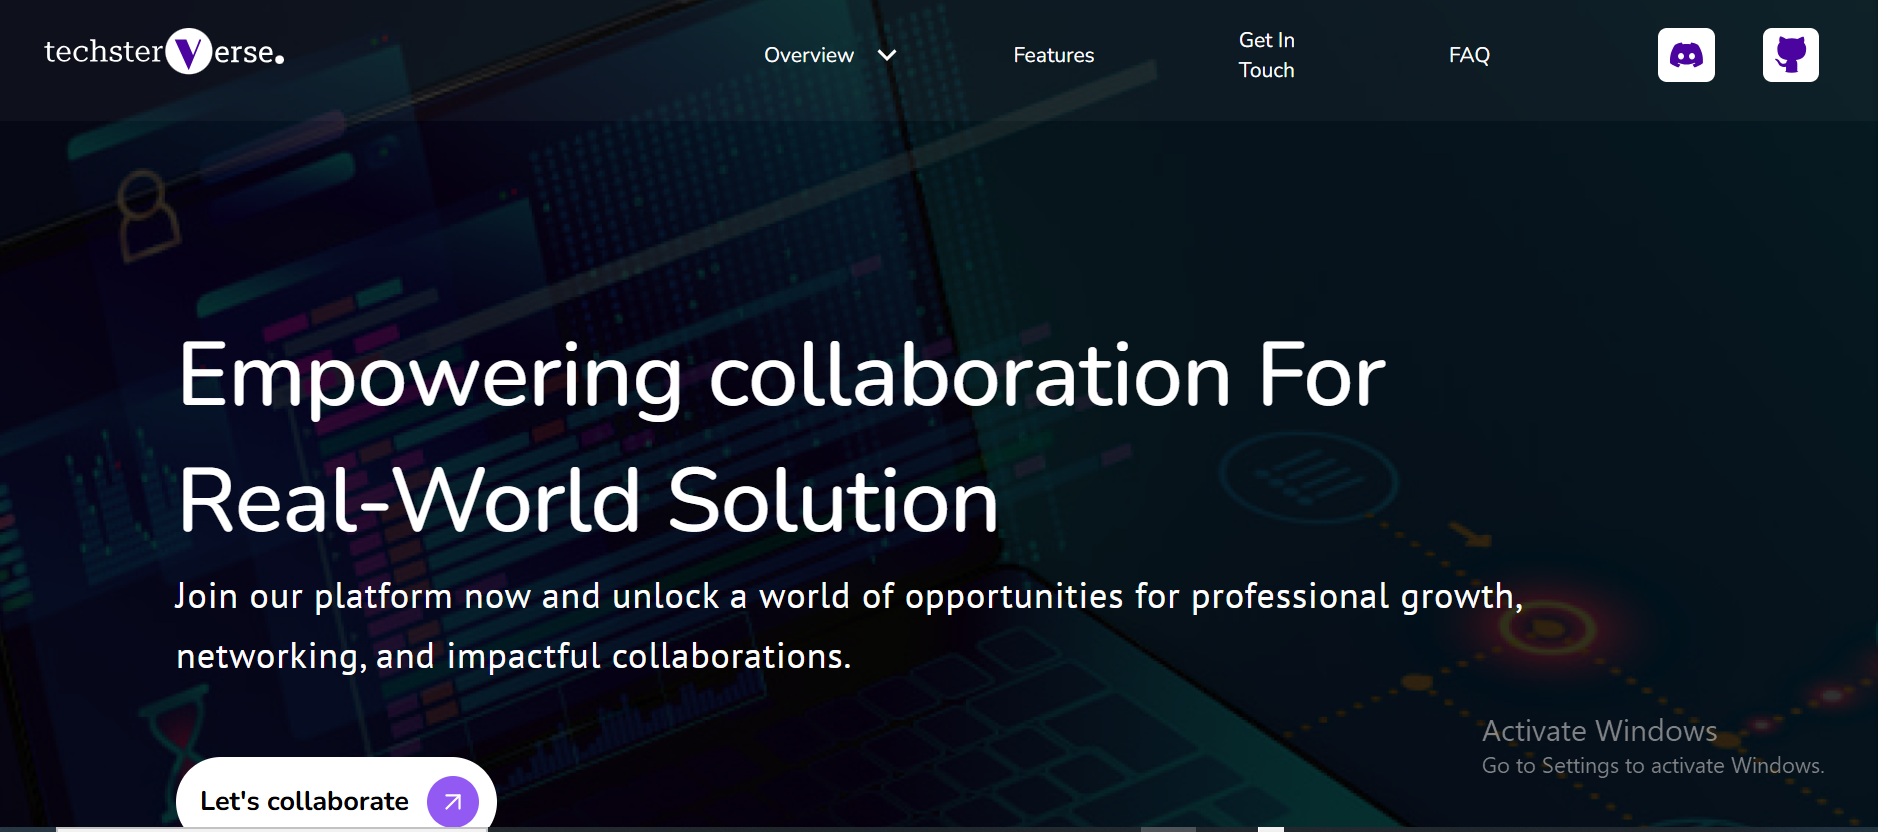 techsterVerse.
Overview
Features
Get In
Touch
FAQ
Empowering collaboration For
Real-World Solution
Join our platform now and unlock a world of opportunities for professional growth,
networking, and impactful collaborations.
Let's collaborate
Activate Windows
Go to Settings to activate Windows.